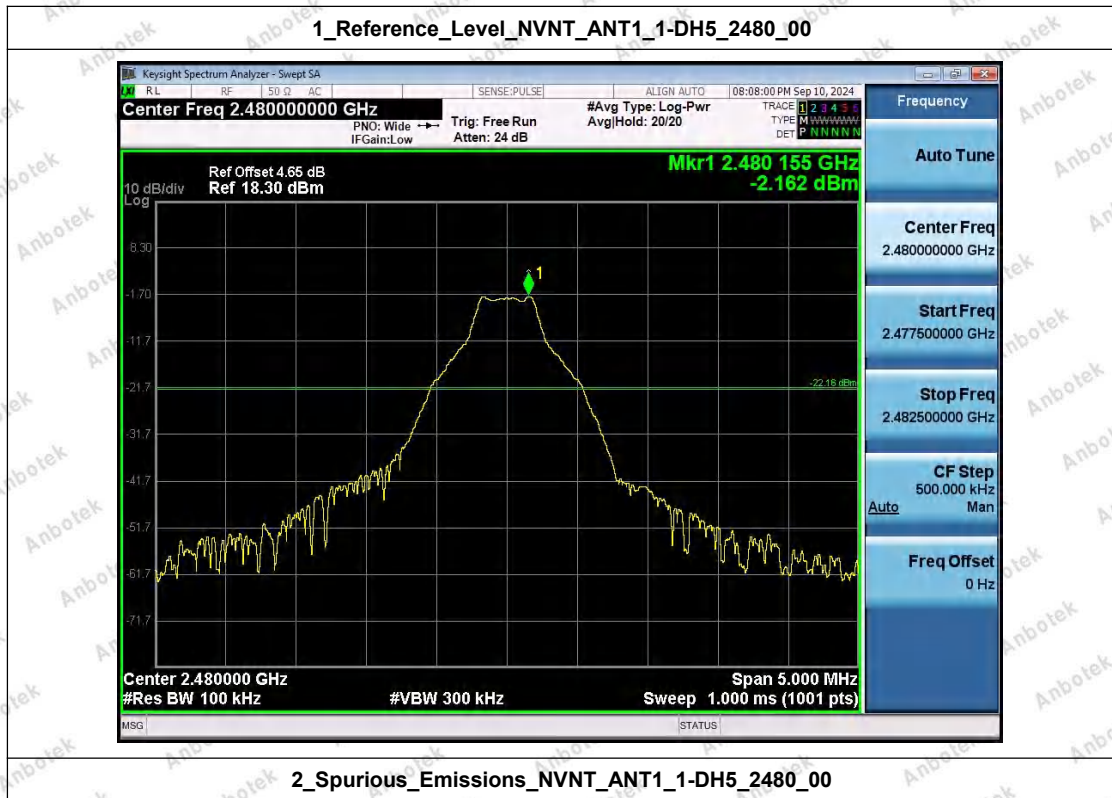 1_Reference_Level_NVNT_ANT1_1-DH5_2480_00
Keysight Spectrum Analyzer - Swept SA
RL RF 50 Ω AC SENSE:PULSE ALIGN AUTO 08:08:00 PM Sep 10, 2024
Center Freq 2.480000000 GHz
PNO: Wide
IFGain:Low
Trig: Free Run
Atten: 24 dB
#Avg Type: Log-Pwr
Avg|Hold: 20/20
TRACE 1 2 3 4 5 6
TYPE M WWWWW
DET P N N N N N
Mkr1 2.480 155 GHz
-2.162 dBm
Ref Offset 4.65 dB
10 dB/div Ref 18.30 dBm
Log
8.30
1
-1.70
-11.7
-21.7
-22.16 dBm
-31.7
-41.7
-51.7
-61.7
-71.7
Center 2.480000 GHz Span 5.000 MHz
#Res BW 100 kHz #VBW 300 kHz Sweep 1.000 ms (1001 pts)
MSG STATUS
Frequency
Auto Tune
Center Freq
2.480000000 GHz
Start Freq
2.477500000 GHz
Stop Freq
2.482500000 GHz
CF Step
500.000 kHz
Auto Man
Freq Offset
0 Hz
2_Spurious_Emissions_NVNT_ANT1_1-DH5_2480_00
Anbotek